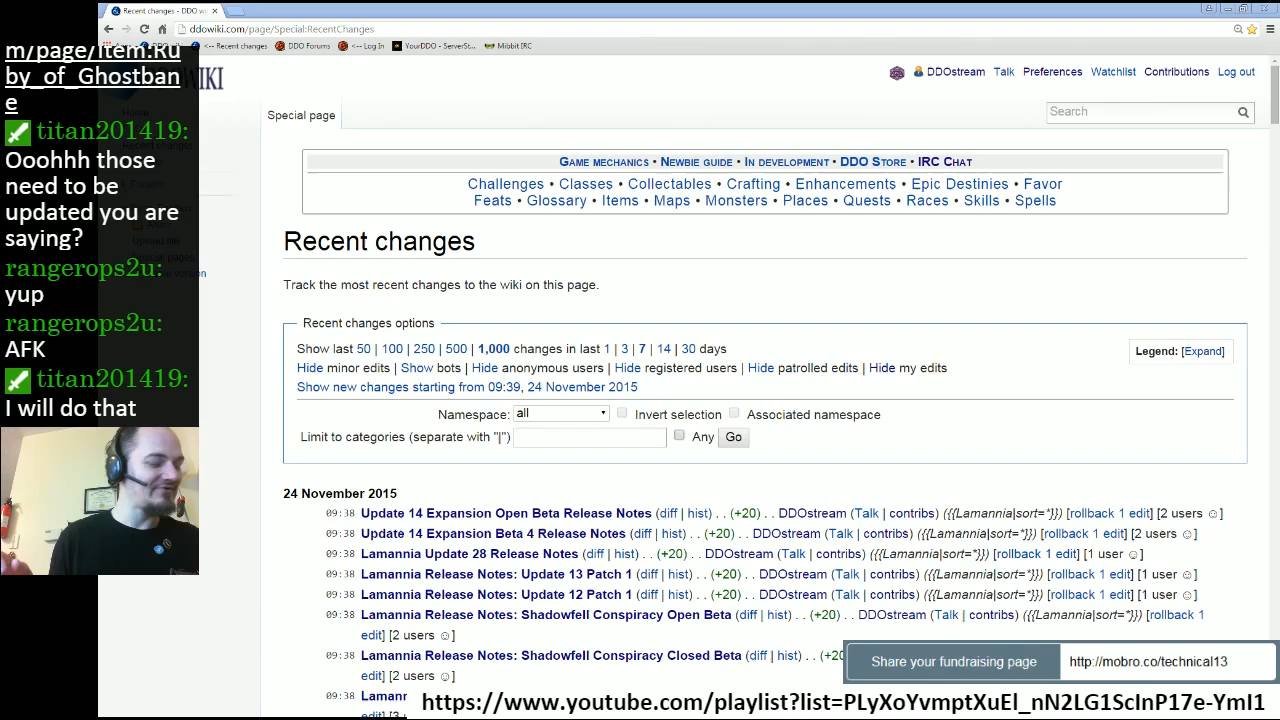 Recent changes - DDO w
ddowiki.com/page/Special:RecentChanges
<-- Recent changes
DDO Forums
<-- Log In
YourDDO - ServerSt...
Mibbit IRC
m/page/Item:Ru
by_of_Ghostban
e
titan201419:
Ooohhh those
need to be
updated you are
saying?
rangerops2u:
yup
rangerops2u:
AFK
titan201419:
I will do that
WIKI
DDOstream Talk Preferences Watchlist Contributions Log out
Special page
Search
Game mechanics • Newbie guide • In development • DDO Store • IRC Chat
Challenges • Classes • Collectables • Crafting • Enhancements • Epic Destinies • Favor
Feats • Glossary • Items • Maps • Monsters • Places • Quests • Races • Skills • Spells
Recent changes
Track the most recent changes to the wiki on this page.
Recent changes options
Show last 50 | 100 | 250 | 500 | 1,000 changes in last 1 | 3 | 7 | 14 | 30 days
Legend: [Expand]
Hide minor edits | Show bots | Hide anonymous users | Hide registered users | Hide patrolled edits | Hide my edits
Show new changes starting from 09:39, 24 November 2015
Namespace: all Invert selection Associated namespace
Limit to categories (separate with "|") Any Go
24 November 2015
09:38 Update 14 Expansion Open Beta Release Notes (diff | hist) . . (+20) . . DDOstream (Talk | contribs) ({{Lamannia|sort=*}) [rollback 1 edit] [2 users ☺]
09:38 Update 14 Expansion Beta 4 Release Notes (diff | hist) . . (+20) . . DDOstream (Talk | contribs) ({{Lamannia|sort=*}) [rollback 1 edit] [2 users ☺]
09:38 Lamannia Update 28 Release Notes (diff | hist) . . (+20) . . DDOstream (Talk | contribs) ({{Lamannia|sort=*}) [rollback 1 edit] [1 user ☺]
09:38 Lamannia Release Notes: Update 13 Patch 1 (diff | hist) . . (+20) . . DDOstream (Talk | contribs) ({{Lamannia|sort=*}) [rollback 1 edit] [1 user ☺]
09:38 Lamannia Release Notes: Update 12 Patch 1 (diff | hist) . . (+20) . . DDOstream (Talk | contribs) ({{Lamannia|sort=*}) [rollback 1 edit] [1 user ☺]
09:38 Lamannia Release Notes: Shadowfell Conspiracy Open Beta (diff | hist) . . (+20) . . DDOstream (Talk | contribs) ({{Lamannia|sort=*}) [rollback 1
edit] [2 users ☺]
09:38 Lamannia Release Notes: Shadowfell Conspiracy Closed Beta (diff | hist) . . (+20
edit] [2 users ☺]
09:38 Lamanr
Share your fundraising page
http://mobro.co/technical13
https://www.youtube.com/playlist?list=PLyXoYvmptXuEl_nN2LG1ScInP17e-YmI1